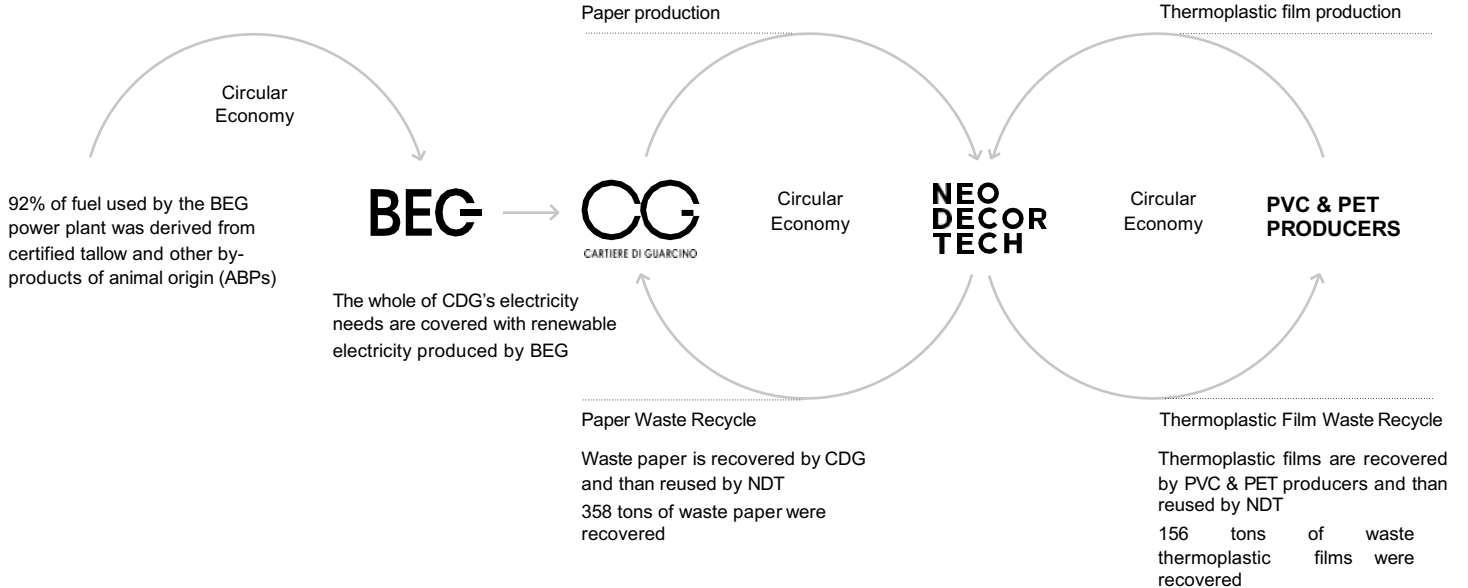 Paper production
Thermoplastic film production
Circular
Economy
92% of fuel used by the BEG
power plant was derived from
certified tallow and other by-
products of animal origin (ABPs)
BEG
The whole of CDG's electricity
needs are covered with renewable
electricity produced by BEG
CG
CARTIERE DI GUARCINO
Circular
Economy
NEO
DECOR
TECH
Circular
Economy
PVC & PET
PRODUCERS
Paper Waste Recycle
Waste paper is recovered by CDG
and than reused by NDT
358 tons of waste paper were
recovered
Thermoplastic Film Waste Recycle
Thermoplastic films are recovered
by PVC & PET producers and than
reused by NDT
156 tons of waste
thermoplastic films were
recovered